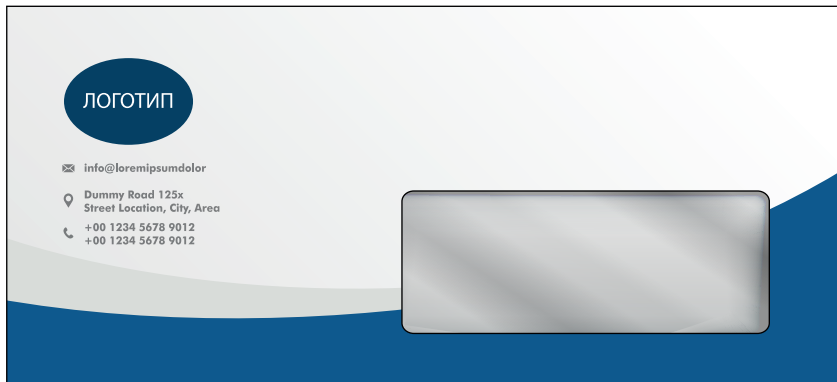 ЛОГОТИП
info@loremipsumdolor
Dummy Road 125x
Street Location, City, Area
+00 1234 5678 9012
+00 1234 5678 9012